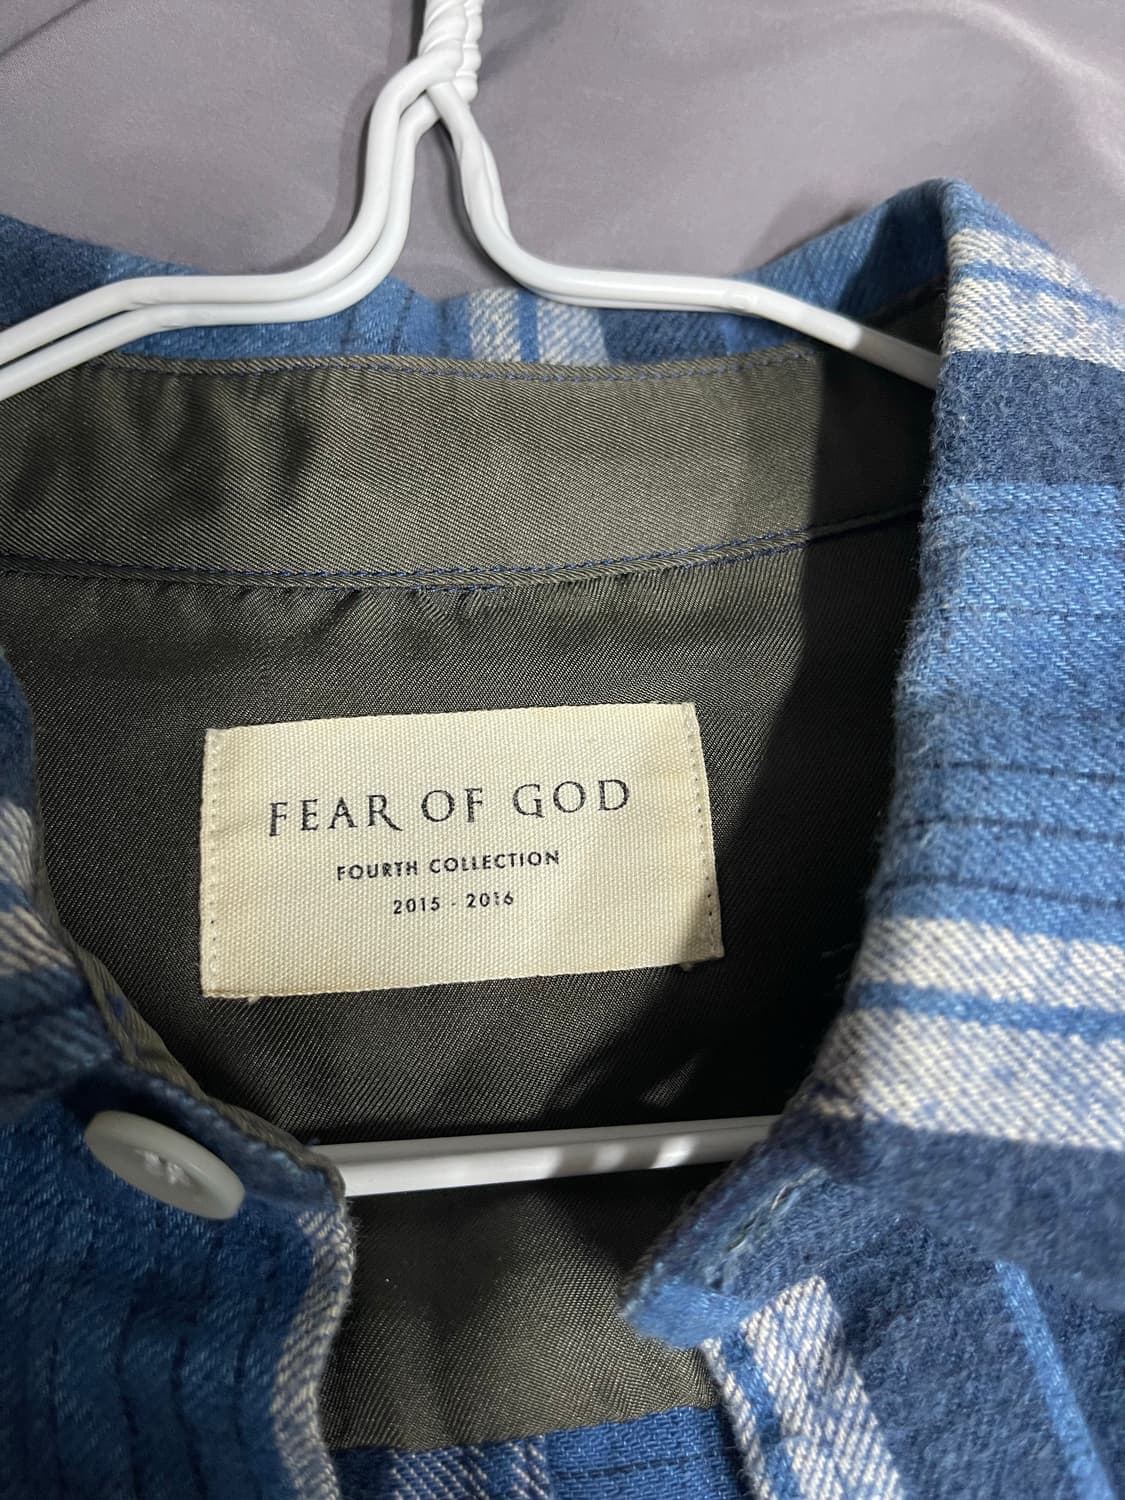 FEAR OF GOD
FOURTH COLLECTION
2015 - 2016